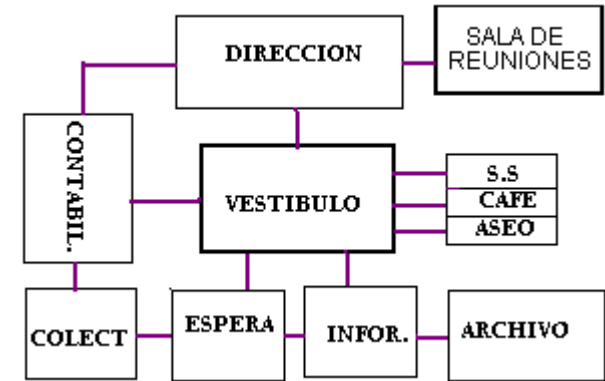 DIRECCION
SALA DE
REUNIONES
CONTABIL.
VESTIBULO
S.S
CAFE
ASEO
COLECT
ESPERA
INFOR.
ARCHIVO